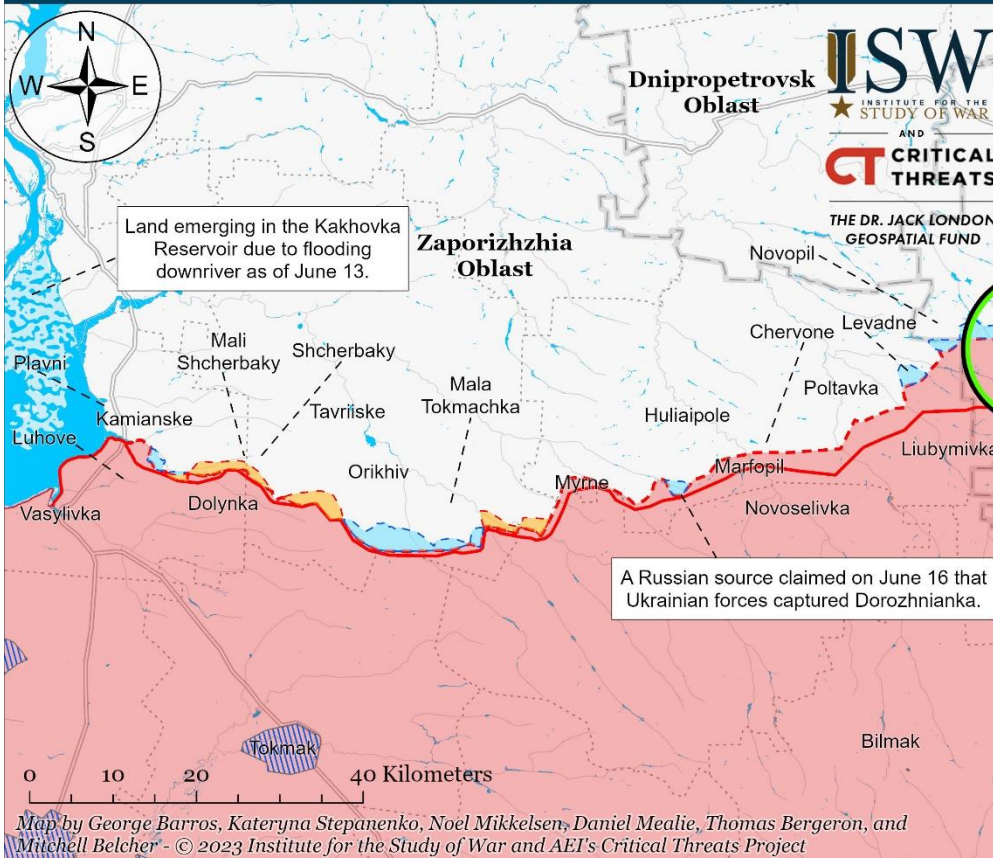 N
W E
S
Dnipropetrovsk
Oblast
ISW
INSTITUTE FOR THE
STUDY OF WAR
AND
CT CRITICAL
THREATS
THE DR. JACK LONDON
GEOSPATIAL FUND
Land emerging in the Kakhovka
Reservoir due to flooding
downriver as of June 13.
Zaporizhzhia
Oblast
Novopil
Mali
Shcherbaky
Shcherbaky
Chervone
Levadne
Plavni
Mala
Tokmachka
Poltavka
Kamianske
Tavriiske
Huliaipole
Luhove
Orikhiv
Liubymivka
Myrne
Marfopil
Vasylivka
Dolynka
Novoselivka
A Russian source claimed on June 16 that
Ukrainian forces captured Dorozhnianka.
Tokmak
Bilmak
0 10 20 40 Kilometers
Map by George Barros, Kateryna Stepanenko, Noel Mikkelsen, Daniel Mealie, Thomas Bergeron, and
Mitchell Belcher - © 2023 Institute for the Study of War and AEI's Critical Threats Project